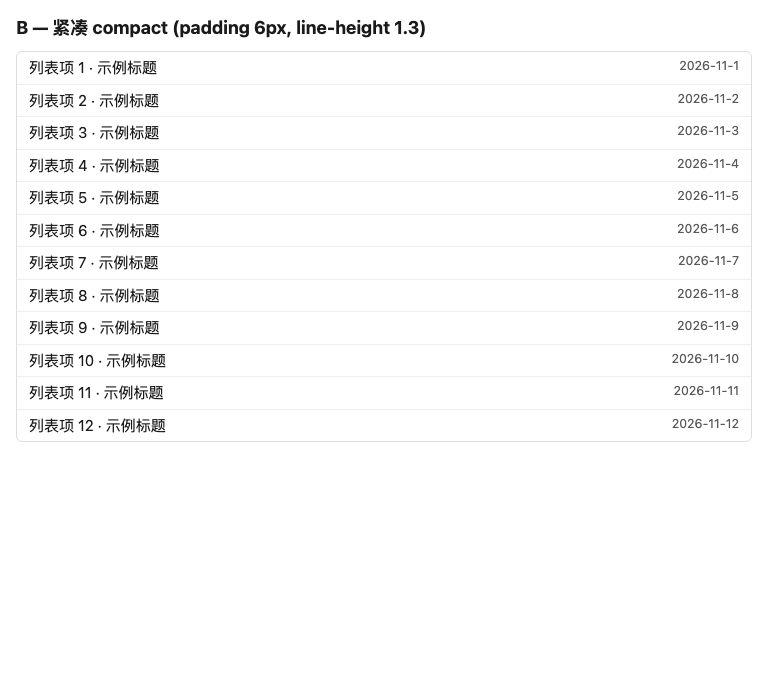 B — 紧凑 compact (padding 6px, line-height 1.3)
列表项 1 · 示例标题 2026-11-1
列表项 2 · 示例标题 2026-11-2
列表项 3 · 示例标题 2026-11-3
列表项 4 · 示例标题 2026-11-4
列表项 5 · 示例标题 2026-11-5
列表项 6 · 示例标题 2026-11-6
列表项 7 · 示例标题 2026-11-7
列表项 8 · 示例标题 2026-11-8
列表项 9 · 示例标题 2026-11-9
列表项 10 · 示例标题 2026-11-10
列表项 11 · 示例标题 2026-11-11
列表项 12 · 示例标题 2026-11-12